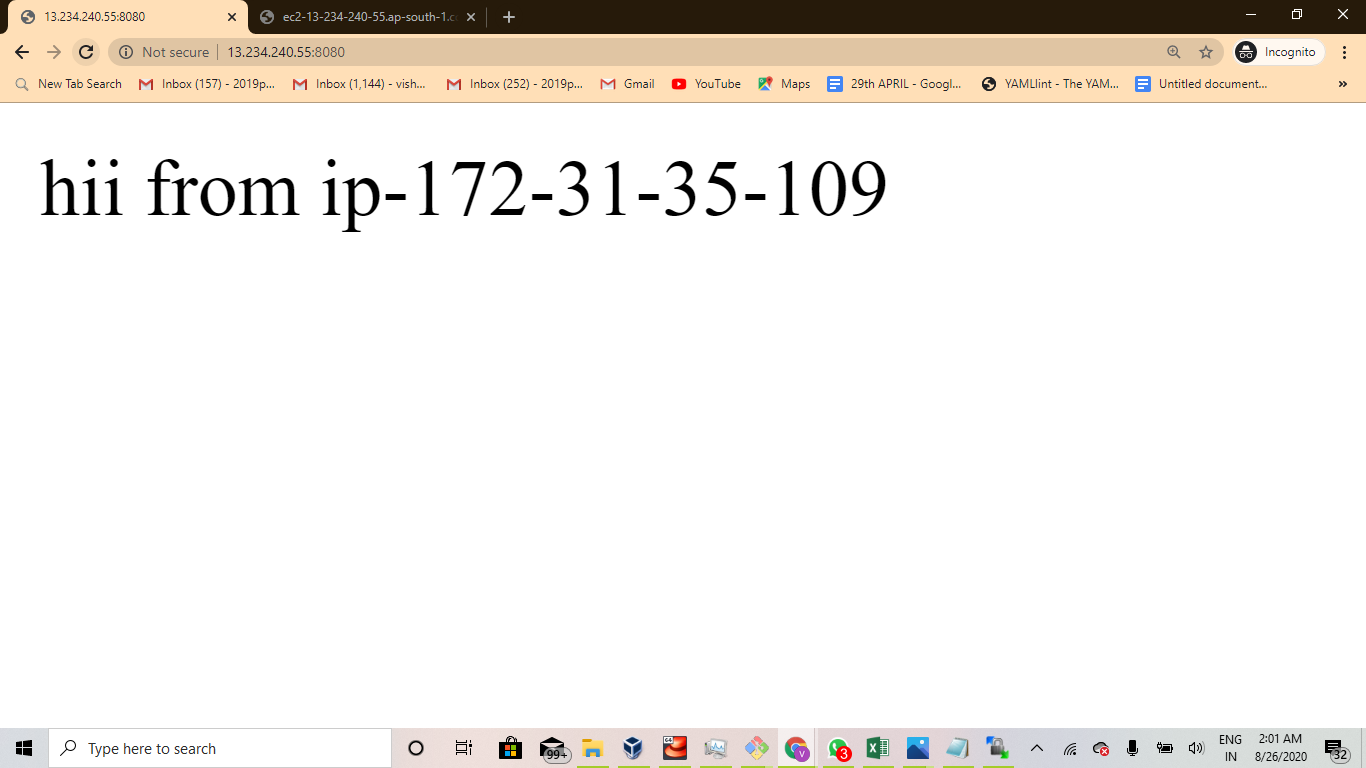 13.234.240.55:8080
ec2-13-234-240-55.ap-south-1.c
Not secure 13.234.240.55:8080 Incognito
New Tab Search Inbox (157) - 2019p... Inbox (1,144) - vish... Inbox (252) - 2019p... Gmail YouTube Maps 29th APRIL - Googl... YAMLlint - The YAM... Untitled document... »
hii from ip-172-31-35-109
Type here to search 99+ 64 V 3 ENG 2:01 AM 32
IN 8/26/2020